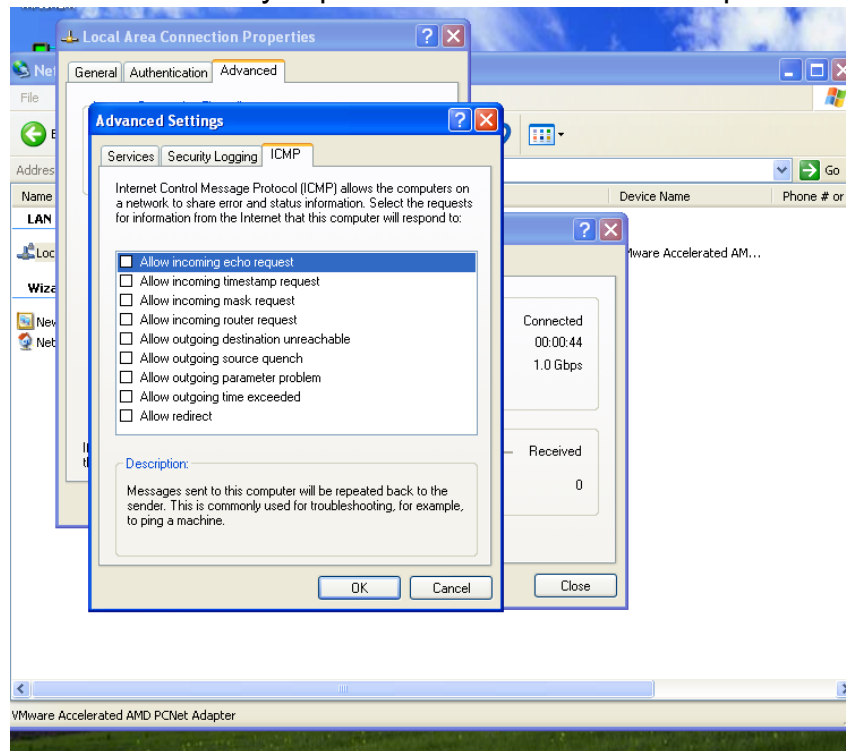 Local Area Connection Properties
General Authentication Advanced
File
Advanced Settings
Services Security Logging ICMP
Go
Name Device Name Phone # or
LAN
Internet Control Message Protocol (ICMP) allows the computers on
a network to share error and status information. Select the requests
for information from the Internet that this computer will respond to:
Mware Accelerated AM...
Allow incoming echo request
Allow incoming timestamp request
Allow incoming mask request
Allow incoming router request
Allow outgoing destination unreachable
Allow outgoing source quench
Allow outgoing parameter problem
Allow outgoing time exceeded
Allow redirect
Connected
00:00:44
1.0 Gbps
Received
0
Description:
Messages sent to this computer will be repeated back to the
sender. This is commonly used for troubleshooting, for example,
to ping a machine.
OK Cancel
Close
VMware Accelerated AMD PCNet Adapter